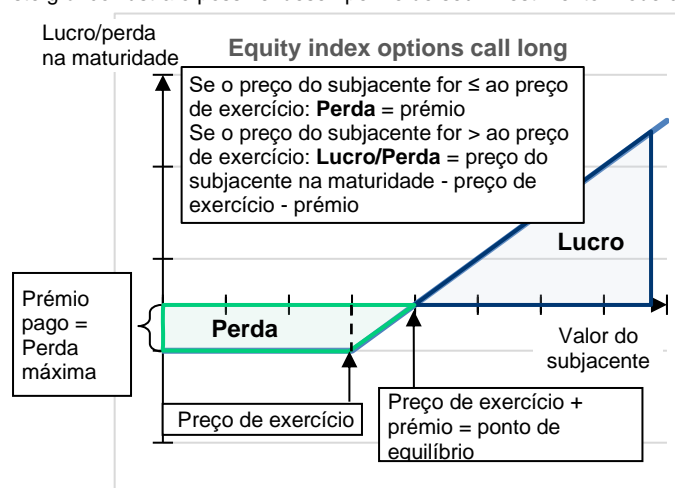 Lucro/perda
na maturidade
Equity index options call long
Se o preço do subjacente for ≤ ao preço
de exercício: Perda = prémio
Se o preço do subjacente for > ao preço
de exercício: Lucro/Perda = preço do
subjacente na maturidade - preço de
exercício - prémio
Lucro
Prémio
pago =
Perda
máxima
Perda
Valor do
subjacente
Preço de exercício
Preço de exercício +
prémio = ponto de
equilíbrio